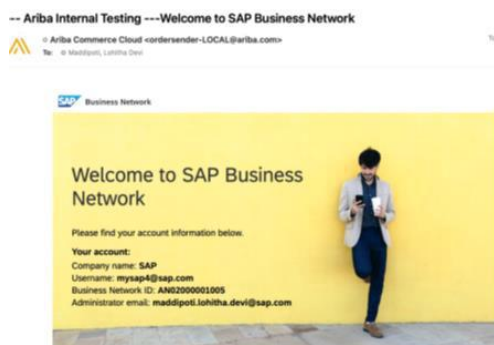 -- Ariba Internal Testing ---Welcome to SAP Business Network
Ariba Commerce Cloud <ordersender-LOCAL@ariba.com>
To: Maddipoti, Lohitha Devi
SAP Business Network
Welcome to SAP Business
Network
Please find your account information below.
Your account:
Company name: SAP
Username: mysap4@sap.com
Business Network ID: AN02000001005
Administrator email: maddipoti.lohitha.devi@sap.com